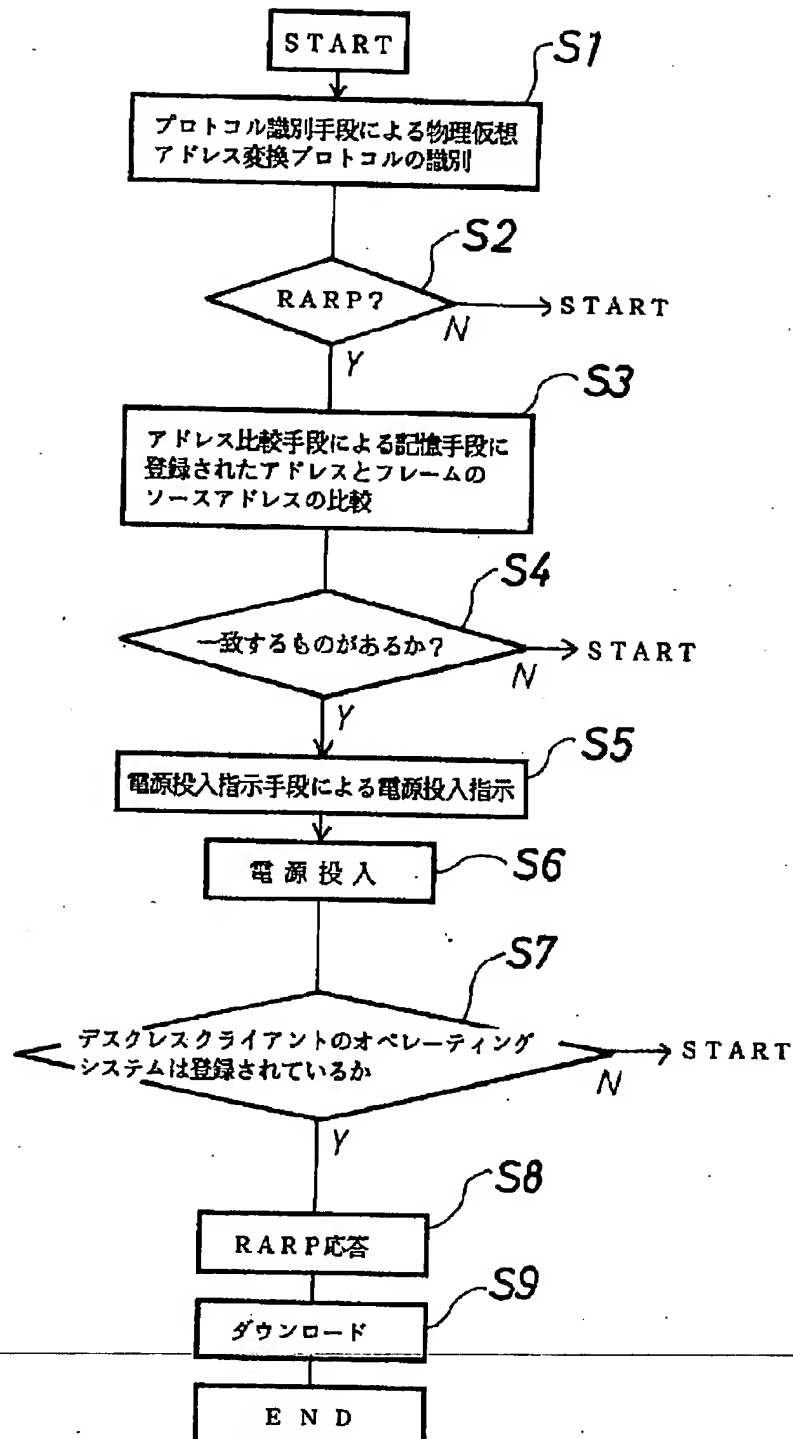 START
S1
プロトコル識別手段による物理仮想
アドレス変換プロトコルの識別
S2
RARP?
N
START
Y
S3
アドレス比較手段による記憶手段に
登録されたアドレスとフレームの
ソースアドレスの比較
S4
一致するものがあるか?
N
START
Y
S5
電源投入指示手段による電源投入指示
S6
電源投入
S7
デスクレスクライアントのオペレーティング
システムは登録されているか
N
START
Y
S8
RARP応答
S9
ダウンロード
END